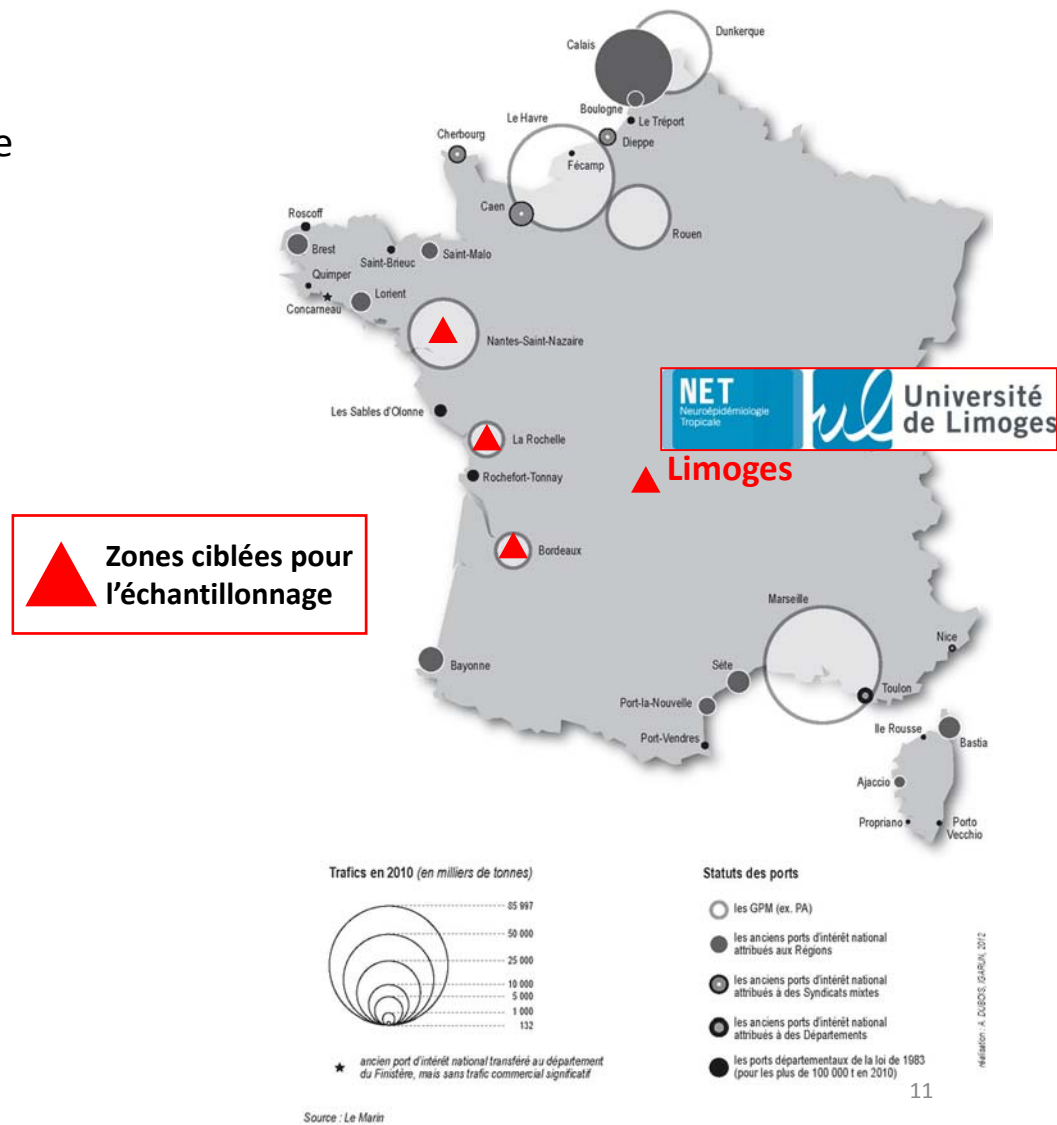 e
Dunkerque
Calais
Boulogne
Le Tréport
Le Havre
Dieppe
Cherbourg
Fécamp
Caen
Rouen
Roscoff
Brest
Saint-Brieuc
Saint-Malo
Quimper
Lorient
Concarneau
Nantes-Saint-Nazaire
NET
Neuroépidémiologie
Tropicale
Université
de Limoges
Les Sables d'Olonne
La Rochelle
Limoges
Rochefort-Tonnay
Zones ciblées pour
l'échantillonnage
Bordeaux
Marseille
Nice
Bayonne
Sète
Toulon
Port-la-Nouvelle
Port-Vendres
Ile Rousse
Bastia
Ajaccio
Propriano
Porto
Vecchio
Trafics en 2010 (en milliers de tonnes)
85 997
50 000
25 000
10 000
5 000
1 000
132
ancien port d'intérêt national transféré au département
du Finistère, mais sans trafic commercial significatif
Source : Le Marin
Statuts des ports
les GPM (ex. PA)
les anciens ports d'intérêt national
attribués aux Régions
les anciens ports d'intérêt national
attribués à des Syndicats mixtes
les anciens ports d'intérêt national
attribués à des Départements
les ports départementaux de la loi de 1983
(pour les plus de 100 000 t en 2010)
réalisation : A. DUBOIS, IGARUN, 2012
11